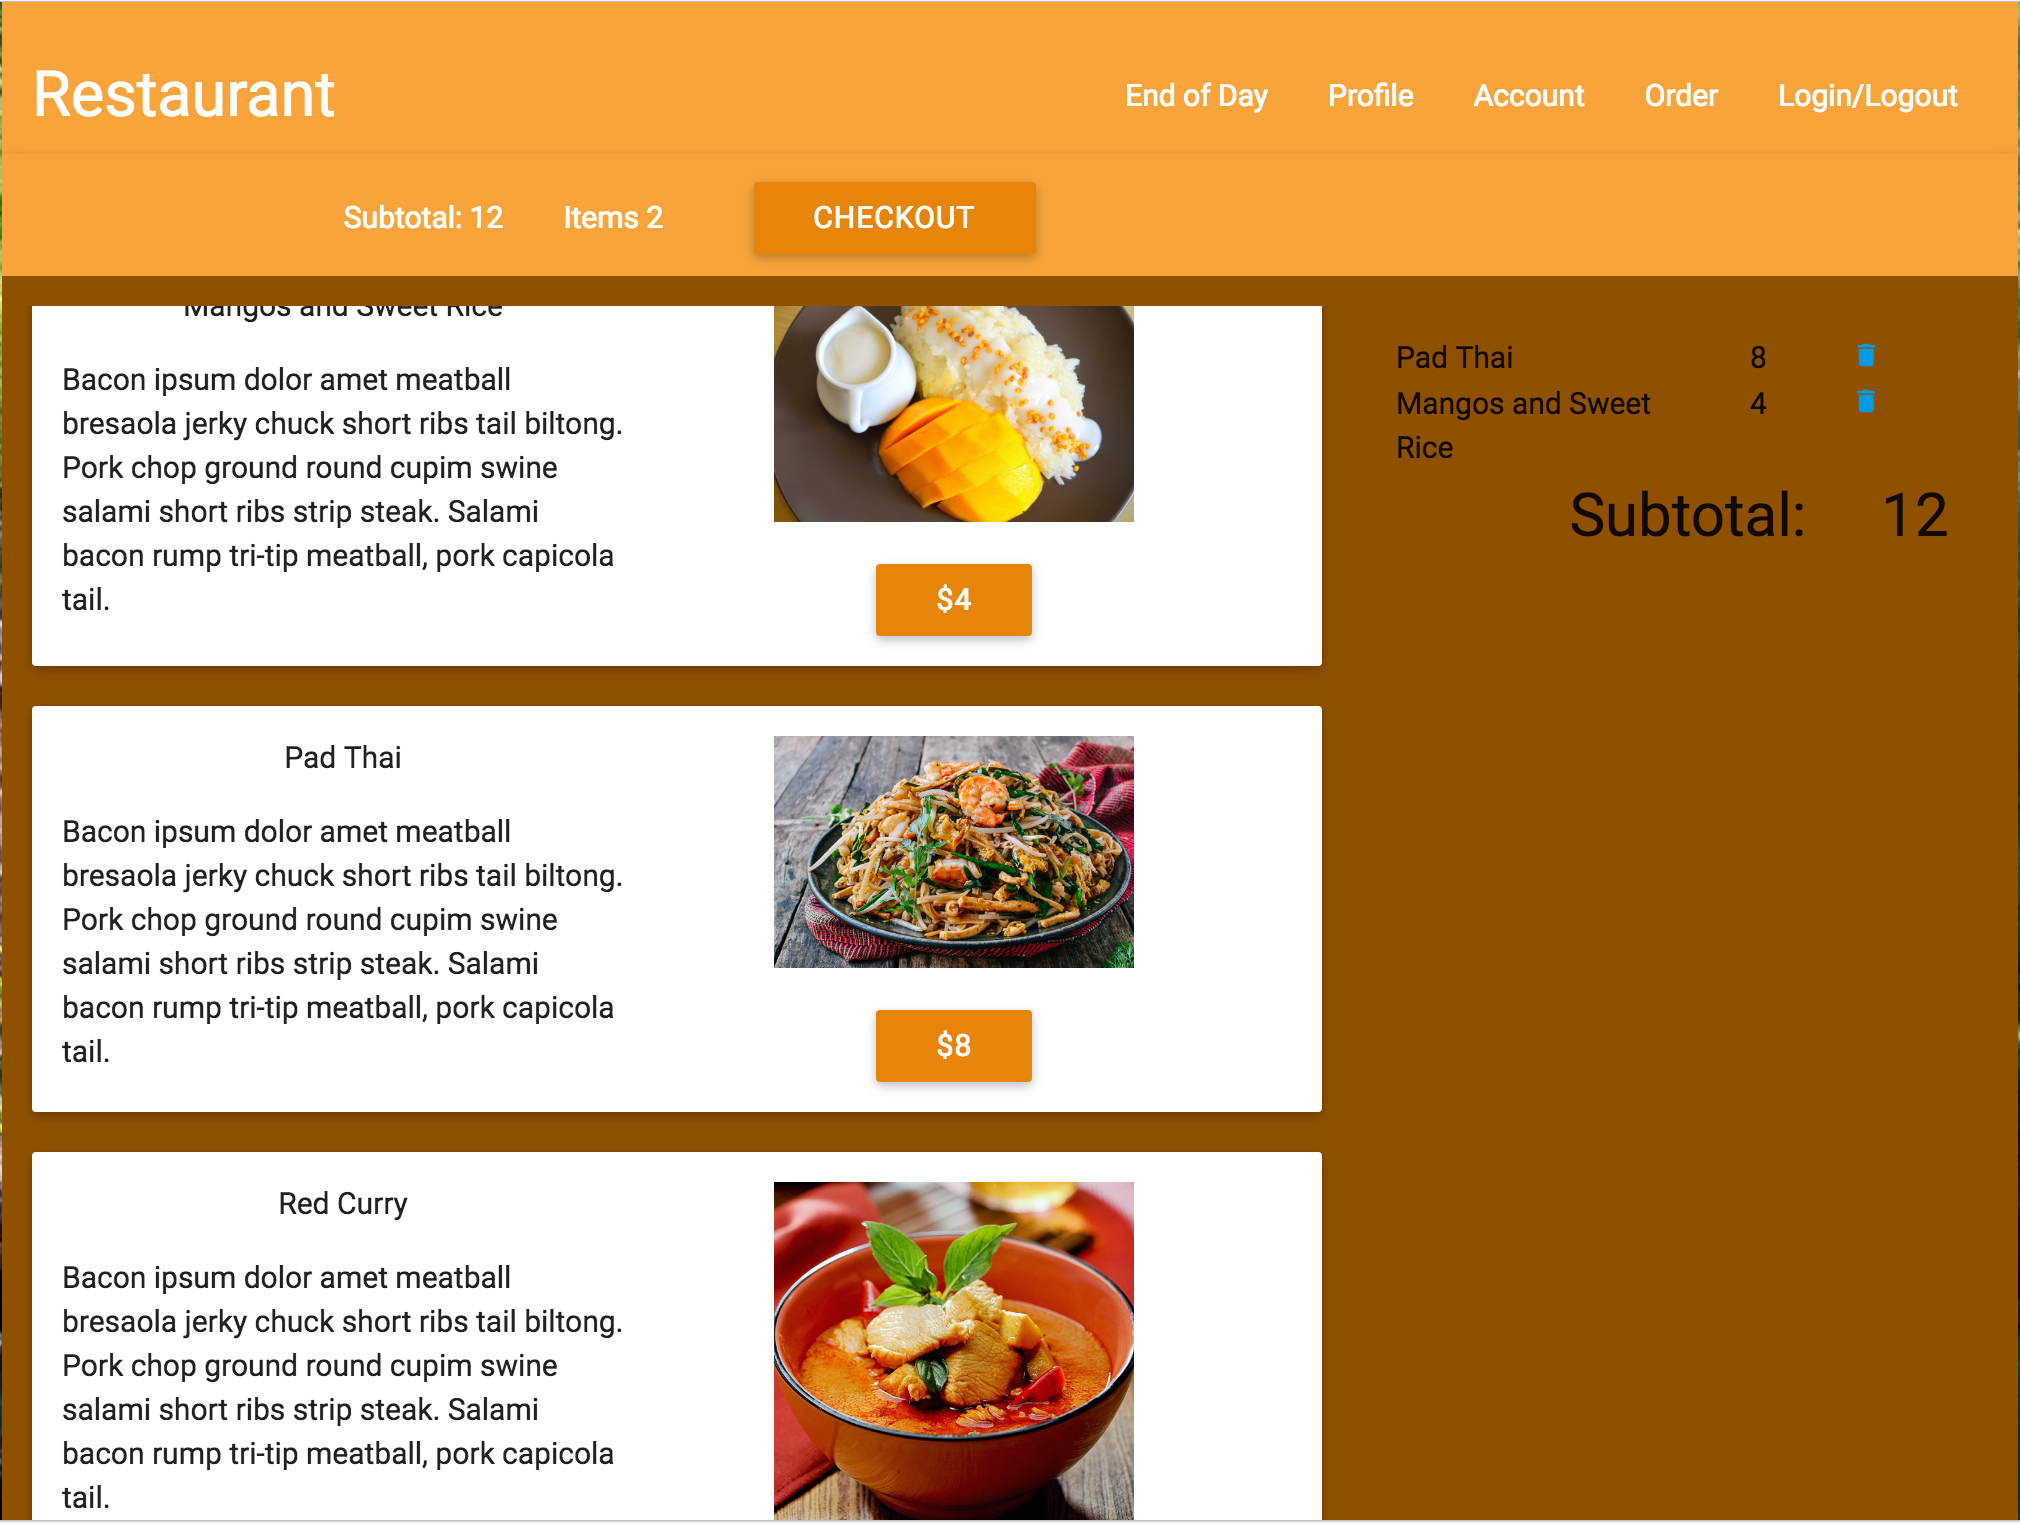 Restaurant
End of Day Profile Account Order Login/Logout
Subtotal: 12 Items 2 CHECKOUT
Mangos and Sweet Rice
Bacon ipsum dolor amet meatball
bresaola jerky chuck short ribs tail biltong.
Pork chop ground round cupim swine
salami short ribs strip steak. Salami
bacon rump tri-tip meatball, pork capicola
tail.
$4
Pad Thai
Bacon ipsum dolor amet meatball
bresaola jerky chuck short ribs tail biltong.
Pork chop ground round cupim swine
salami short ribs strip steak. Salami
bacon rump tri-tip meatball, pork capicola
tail.
$8
Red Curry
Bacon ipsum dolor amet meatball
bresaola jerky chuck short ribs tail biltong.
Pork chop ground round cupim swine
salami short ribs strip steak. Salami
bacon rump tri-tip meatball, pork capicola
tail.
Pad Thai 8
Mangos and Sweet 4
Rice
Subtotal: 12